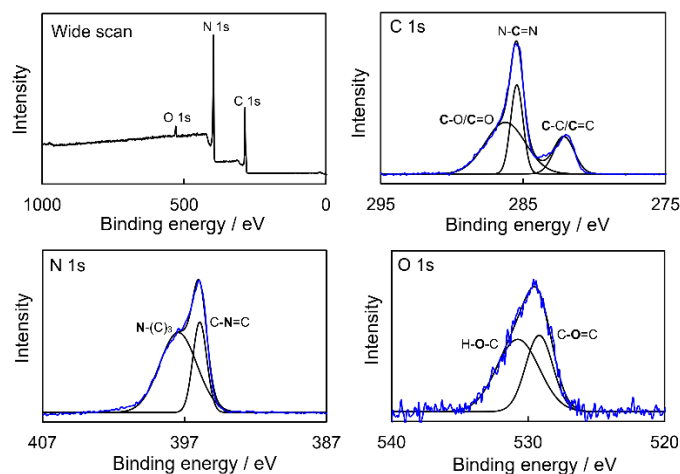 Wide scan
N 1s
O 1s
C 1s
Intensity
1000
500
0
Binding energy / eV
C 1s
N-C=N
C-O/C=O
C-C/C=C
Intensity
295
285
275
Binding energy / eV
N 1s
N-(C)₃
C-N=C
Intensity
407
397
387
Binding energy / eV
O 1s
H-O-C
C-O=C
Intensity
540
530
520
Binding energy / eV